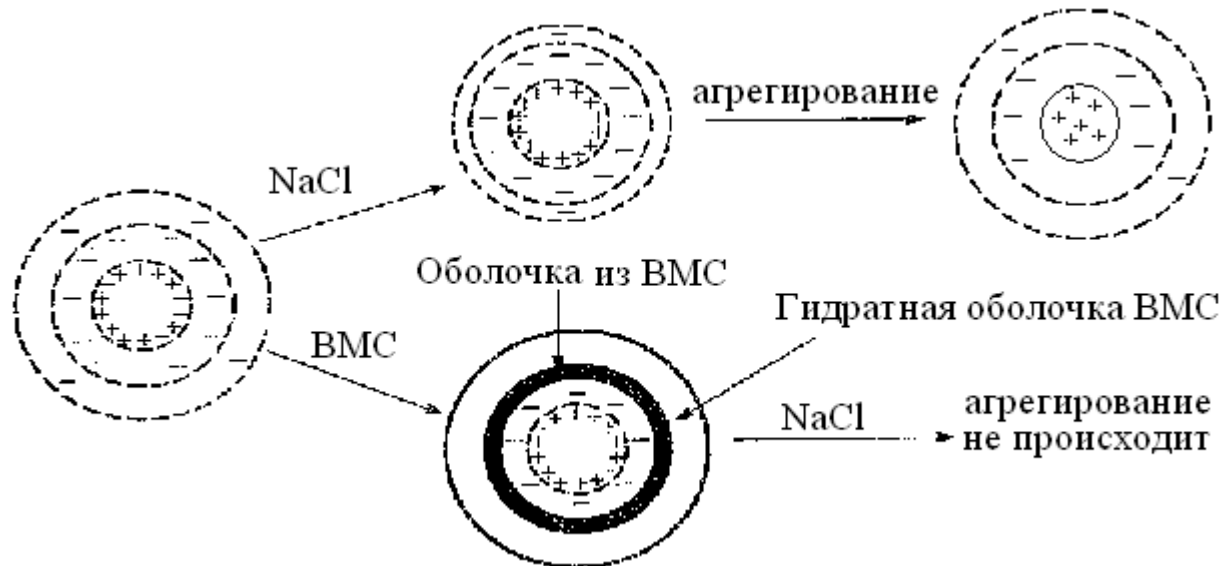 агрегирование
NaCl
Оболочка из ВМС
Гидратная оболочка ВМС
ВМС
NaCl
агрегирование
не происходит